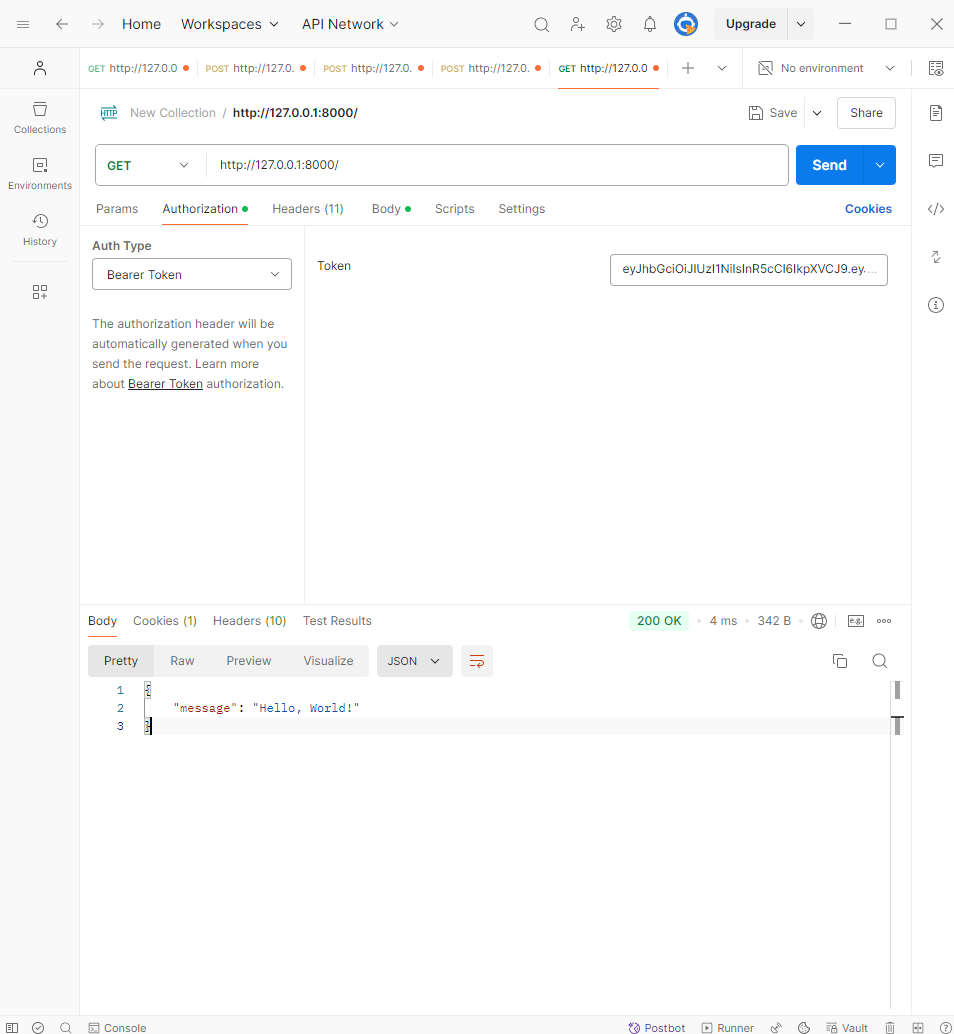 Home Workspaces API Network Upgrade
GET http://127.0.0 POST http://127.0. POST http://127.0. POST http://127.0. GET http://127.0.0 No environment
HTTP New Collection / http://127.0.0.1:8000/ Save Share
GET http://127.0.0.1:8000/ Send
Params Authorization Headers (11) Body Scripts Settings Cookies
Collections
Environments
History
Auth Type
Bearer Token
Token eyJhbGciOiJIUzI1NiIsInR5cCI6IkpXVCJ9.ey...
The authorization header will be
automatically generated when you
send the request. Learn more
about Bearer Token authorization.
Body Cookies (1) Headers (10) Test Results 200 OK • 4 ms • 342 B • e.g.
Pretty Raw Preview Visualize JSON
1 {
2 "message": "Hello, World!"
3 }
Console Postbot Runner Vault